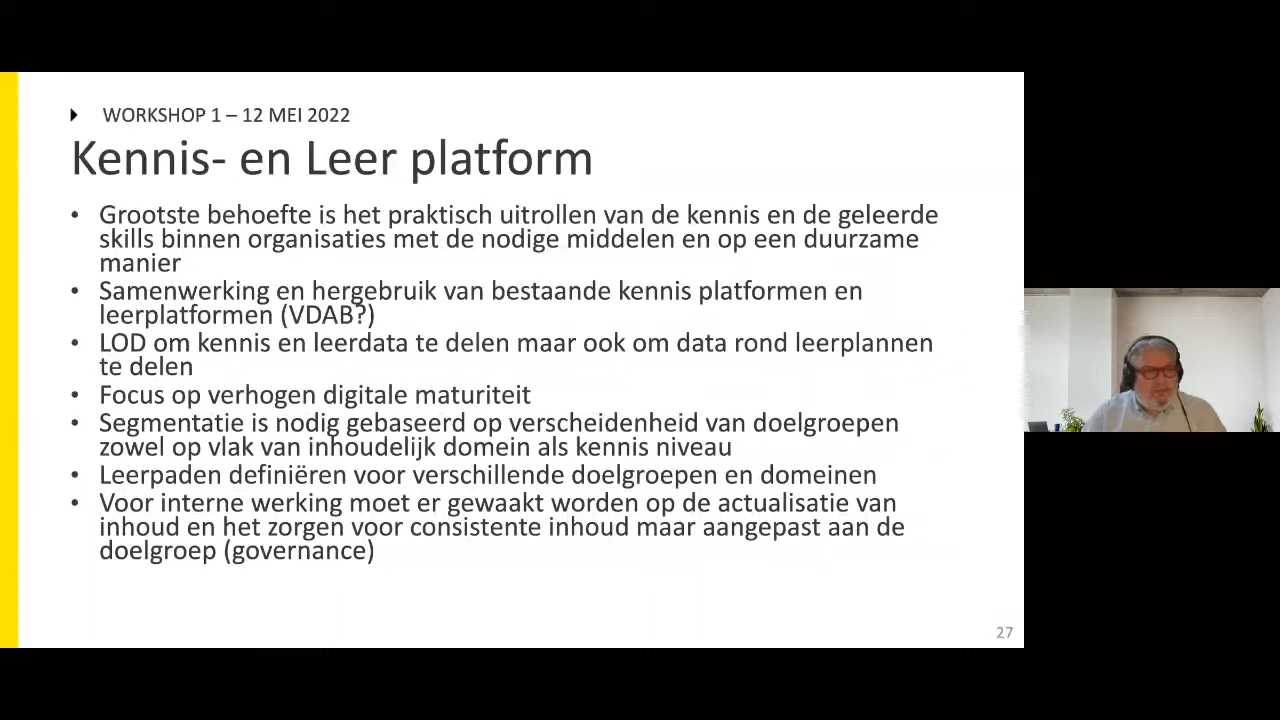 WORKSHOP 1 – 12 MEI 2022
Kennis- en Leer platform
• Grootste behoefte is het praktisch uitrollen van de kennis en de geleerde
skills binnen organisaties met de nodige middelen en op een duurzame
manier
• Samenwerking en hergebruik van bestaande kennis platformen en
leerplatformen (VDAB?)
• LOD om kennis en leerdata te delen maar ook om data rond leerplannen
te delen
• Focus op verhogen digitale maturiteit
• Segmentatie is nodig gebaseerd op verscheidenheid van doelgroepen
zowel op vlak van inhoudelijk domein als kennis niveau
• Leerpaden definiëren voor verschillende doelgroepen en domeinen
• Voor interne werking moet er gewaakt worden op de actualisatie van
inhoud en het zorgen voor consistente inhoud maar aangepast aan de
doelgroep (governance)
27